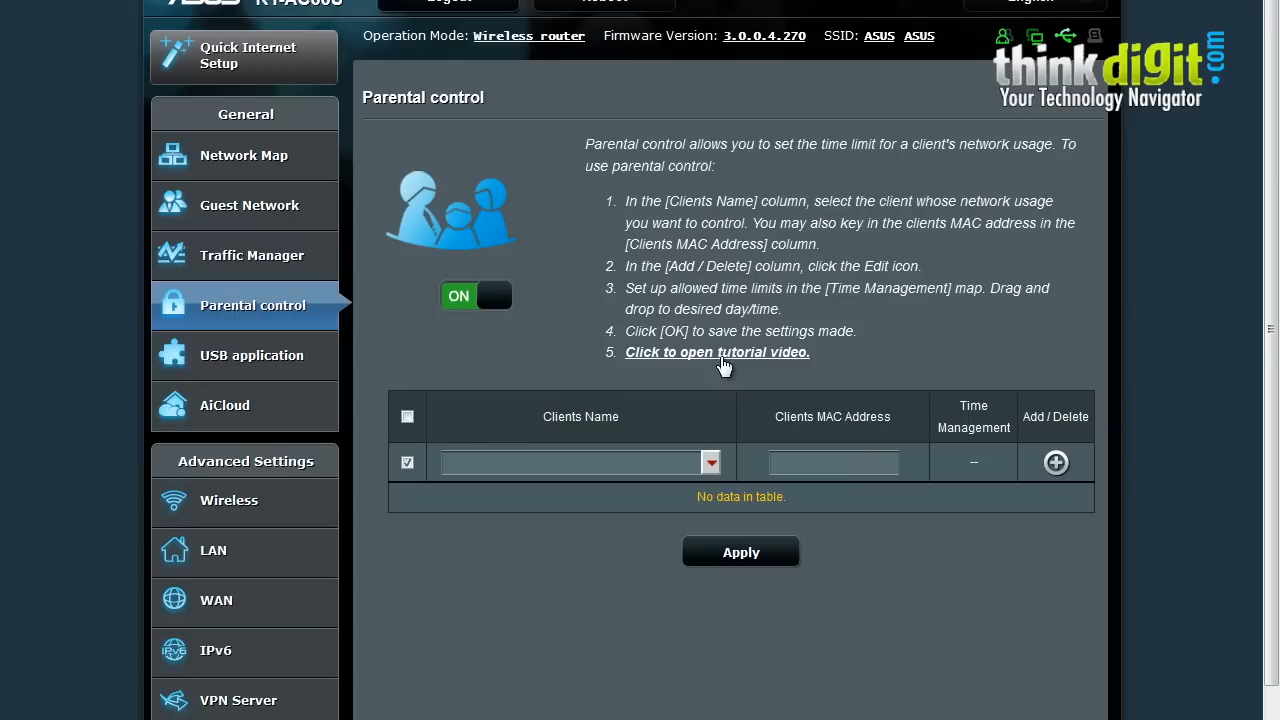 RT-AC66U
Logout
Reboot
English
Quick Internet
Setup
Operation Mode: Wireless router Firmware Version: 3.0.0.4.270 SSID: ASUS ASUS
thinkdigit.com
Your Technology Navigator
General
Network Map
Guest Network
Traffic Manager
Parental control
USB application
AiCloud
Advanced Settings
Wireless
LAN
WAN
IPv6
IPv6
VPN Server
Parental control
Parental control allows you to set the time limit for a client's network usage. To
use parental control:
1. In the [Clients Name] column, select the client whose network usage
you want to control. You may also key in the clients MAC address in the
[Clients MAC Address] column.
2. In the [Add / Delete] column, click the Edit icon.
3. Set up allowed time limits in the [Time Management] map. Drag and
drop to desired day/time.
4. Click [OK] to save the settings made.
5. Click to open tutorial video.
ON
Clients Name
Clients MAC Address
Time
Management
Add / Delete
--
No data in table.
Apply